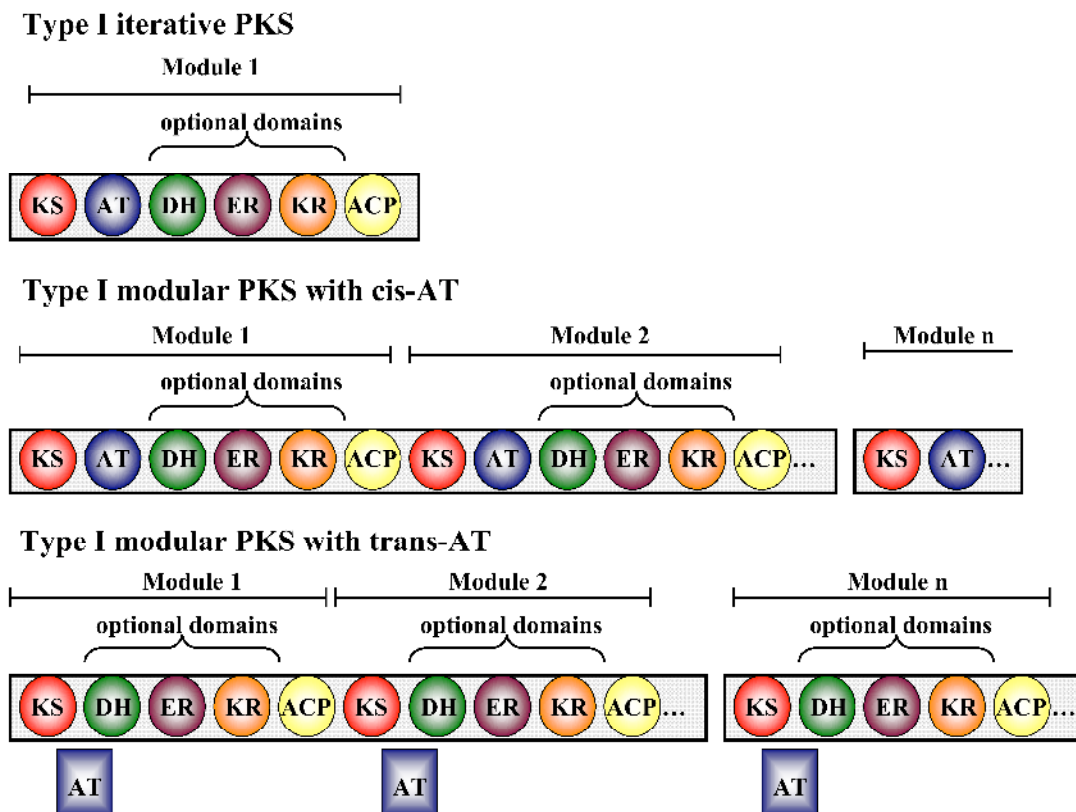 Type I iterative PKS
Module 1
optional domains
KS AT DH ER KR ACP
Type I modular PKS with cis-AT
Module 1 Module 2 Module n
optional domains optional domains
KS AT DH ER KR ACP KS AT DH ER KR ACP... KS AT...
Type I modular PKS with trans-AT
Module 1 Module 2 Module n
optional domains optional domains optional domains
KS DH ER KR ACP KS DH ER KR ACP... KS DH ER KR ACP...
AT AT AT